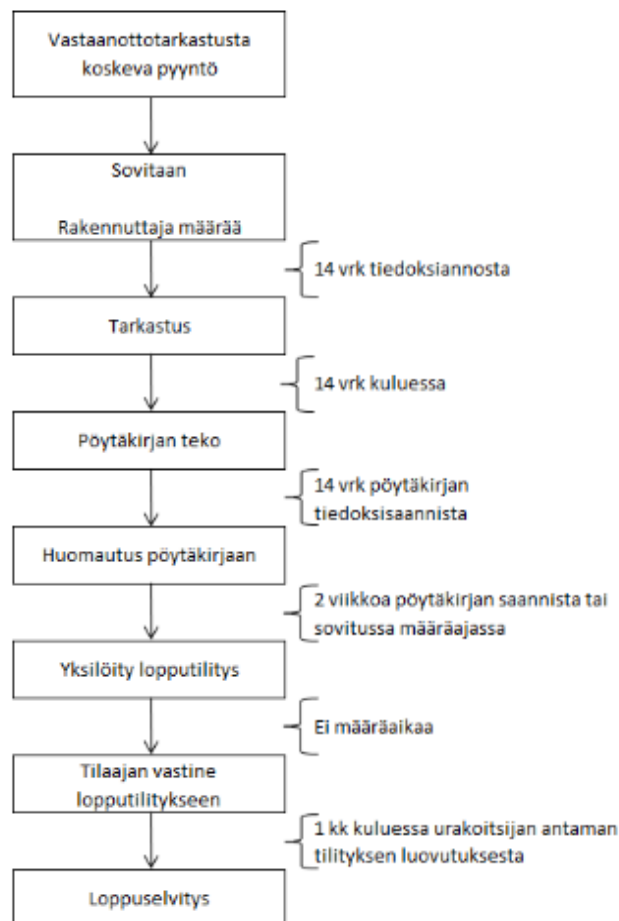 Vastaanottotarkastusta
koskeva pyyntö
Sovitaan
Rakennuttaja määrää
14 vrk tiedoksiannosta
Tarkastus
14 vrk kuluessa
Pöytäkirjan teko
14 vrk pöytäkirjan
tiedoksisaannista
Huomautus pöytäkirjaan
2 viikkoa pöytäkirjan saannista tai
sovitussa määräajassa
Yksilöity lopputilitys
Ei määräaikaa
Tilaajan vastine
lopputilitykseen
1 kk kuluessa urakoitsijan antaman
tilityksen luovutuksesta
Loppuselvitys